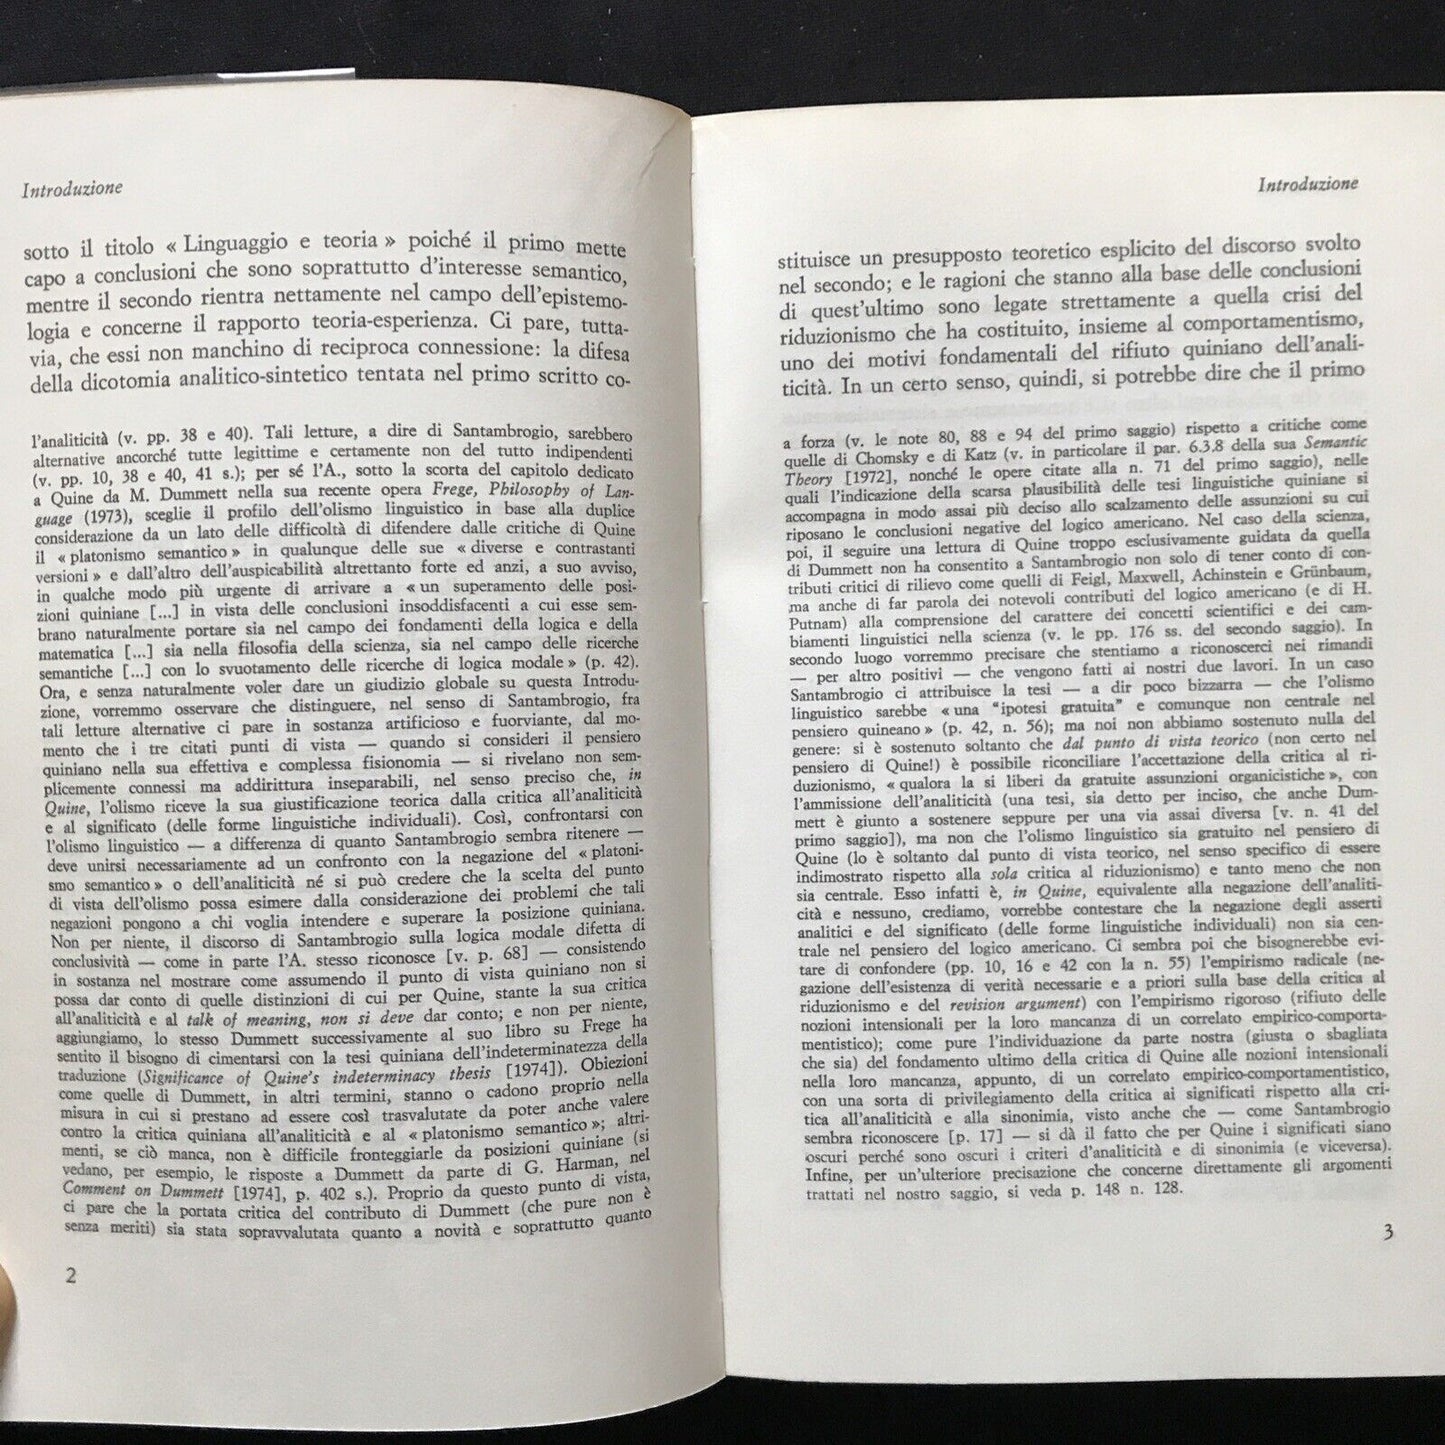 Introduzione
sotto il titolo « Linguaggio e teoria » poiché il primo mette
capo a conclusioni che sono soprattutto d'interesse semantico,
mentre il secondo rientra nettamente nel campo dell'epistemo-
logia e concerne il rapporto teoria-esperienza. Ci pare, tutta-
via, che essi non manchino di reciproca connessione: la difesa
della dicotomia analitico-sintetico tentata nel primo scritto co-
l'analiticità (v. pp. 38 e 40). Tali letture, a dire di Santambrogio, sarebbero
alternative ancorché tutte legittime e certamente non del tutto indipendenti
(v. pp. 10, 38 e 40, 41 s.); per sé l'A., sotto la scorta del capitolo dedicato
a Quine da M. Dummett nella sua recente opera Frege, Philosophy of Lan-
guage (1973), sceglie il profilo dell'olismo linguistico in base alla duplice
considerazione da un lato delle difficoltà di difendere dalle critiche di Quine
il « platonismo semantico » in qualunque delle sue « diverse e contrastanti
versioni » e dall'altro dell'auspicabilità altrettanto forte ed anzi, a suo avviso,
in qualche modo più urgente di arrivare a « un superamento delle posi-
zioni quiniane [...] in vista delle conclusioni insoddisfacenti a cui esse sem-
brano naturalmente portare sia nel campo dei fondamenti della logica e della
matematica [...] sia nella filosofia della scienza, sia nel campo delle ricerche
semantiche [...] con lo svuotamento delle ricerche di logica modale » (p. 42).
Ora, e senza naturalmente voler dare un giudizio globale su questa Introdu-
zione, vorremmo osservare che distinguere, nel senso di Santambrogio, fra
tali letture alternative ci pare in sostanza artificioso e fuorviante, dal mo-
mento che i tre citati punti di vista — quando si consideri il pensiero
quiniano nella sua effettiva e complessa fisionomia — si rivelano non sem-
plicemente connessi ma addirittura inseparabili, nel senso preciso che, in
Quine, l'olismo riceve la sua giustificazione teorica dalla critica all'analiticità
e al significato (delle forme linguistiche individuali). Così, confrontarsi con
l'olismo linguistico — a differenza di quanto Santambrogio sembra ritenere —
deve unirsi necessariamente ad un confronto con la negazione del « platoni-
smo semantico » o dell'analiticità né si può credere che la scelta del punto
di vista dell'olismo possa esimere dalla considerazione dei problemi che tali
negazioni pongono a chi voglia intendere e superare la posizione quiniana.
Non per niente, il discorso di Santambrogio sulla logica modale difetta di
conclusività — come in parte l'A. stesso riconosce [v. p. 68] — consistendo
in sostanza nel mostrare come assumendo il punto di vista quiniano non si
possa dar conto di quelle distinzioni di cui per Quine, stante la sua critica
all'analiticità e al talk of meaning, non si deve dar conto; e non per niente,
aggiungiamo, lo stesso Dummett successivamente al suo libro su Frege ha
sentito il bisogno di cimentarsi con la tesi quiniana dell'indeterminatezza della
traduzione (Significance of Quine's indeterminacy thesis [1974]). Obiezioni
come quelle di Dummett, in altri termini, stanno o cadono proprio nella
misura in cui si prestano ad essere così trasvalutate da poter anche valere
contro la critica quiniana all'analiticità e al « platonismo semantico »; altri-
menti, se ciò manca, non è difficile fronteggiarle da posizioni quiniane (si
vedano, per esempio, le risposte a Dummett da parte di G. Harman, nel
Comment on Dummett [1974], p. 402 s.). Proprio da questo punto di vista,
ci pare che la portata critica del contributo di Dummett (che pure non è
senza meriti) sia stata sopravvalutata quanto a novità e soprattutto quanto
2
Introduzione
stituisce un presupposto teoretico esplicito del discorso svolto
nel secondo; e le ragioni che stanno alla base delle conclusioni
di quest'ultimo sono legate strettamente a quella crisi del
riduzionismo che ha costituito, insieme al comportamentismo,
uno dei motivi fondamentali del rifiuto quiniano dell'anali-
ticità. In un certo senso, quindi, si potrebbe dire che il primo
a forza (v. le note 80, 88 e 94 del primo saggio) rispetto a critiche come
quelle di Chomsky e di Katz (v. in particolare il par. 6.3.8 della sua Semantic
Theory [1972], nonché le opere citate alla n. 71 del primo saggio), nelle
quali l'indicazione della scarsa plausibilità delle tesi linguistiche quiniane si
accompagna in modo assai più deciso allo scalzamento delle assunzioni su cui
riposano le conclusioni negative del logico americano. Nel caso della scienza,
poi, il seguire una lettura di Quine troppo esclusivamente guidata da quella
di Dummett non ha consentito a Santambrogio non solo di tener conto di con-
tributi critici di rilievo come quelli di Feigl, Maxwell, Achinstein e Grünbaum,
ma anche di far parola dei notevoli contributi del logico americano (e di H.
Putnam) alla comprensione del carattere dei concetti scientifici e dei cam-
biamenti linguistici nella scienza (v. le pp. 176 ss. del secondo saggio). In
secondo luogo vorremmo precisare che stentiamo a riconoscerci nei rimandi
— per altro positivi — che vengono fatti ai nostri due lavori. In un caso
Santambrogio ci attribuisce la tesi — a dir poco bizzarra — che l'olismo
linguistico sarebbe « una "ipotesi gratuita" e comunque non centrale nel
pensiero quineano » (p. 42, n. 56); ma noi non abbiamo sostenuto nulla del
genere: si è sostenuto soltanto che dal punto di vista teorico (non certo nel
pensiero di Quine!) è possibile riconciliare l'accettazione della critica al ri-
duzionismo, « qualora la si liberi da gratuite assunzioni organicistiche », con
l'ammissione dell'analiticità (una tesi, sia detto per inciso, che anche Dum-
mett è giunto a sostenere seppure per una via assai diversa [v. n. 41 del
primo saggio]), ma non che l'olismo linguistico sia gratuito nel pensiero di
Quine (lo è soltanto dal punto di vista teorico, nel senso specifico di essere
indimostrato rispetto alla sola critica al riduzionismo) e tanto meno che non
sia centrale. Esso infatti è, in Quine, equivalente alla negazione dell'analiti-
cità e nessuno, crediamo, vorrebbe contestare che la negazione degli asserti
analitici e del significato (delle forme linguistiche individuali) non sia cen-
trale nel pensiero del logico americano. Ci sembra poi che bisognerebbe evi-
tare di confondere (pp. 10, 16 e 42 con la n. 55) l'empirismo radicale (ne-
gazione dell'esistenza di verità necessarie e a priori sulla base della critica al
riduzionismo e del revision argument) con l'empirismo rigoroso (rifiuto delle
nozioni intensionali per la loro mancanza di un correlato empirico-comporta-
mentistico); come pure l'individuazione da parte nostra (giusta o sbagliata
che sia) del fondamento ultimo della critica di Quine alle nozioni intensionali
nella loro mancanza, appunto, di un correlato empirico-comportamentistico,
con una sorta di privilegiamento della critica ai significati rispetto alla cri-
tica all'analiticità e alla sinonimia, visto anche che — come Santambrogio
sembra riconoscere [p. 17] — si dà il fatto che per Quine i significati siano
oscuri perché sono oscuri i criteri d'analiticità e di sinonimia (e viceversa).
Infine, per un'ulteriore precisazione che concerne direttamente gli argomenti
trattati nel nostro saggio, si veda p. 148 n. 128.
3